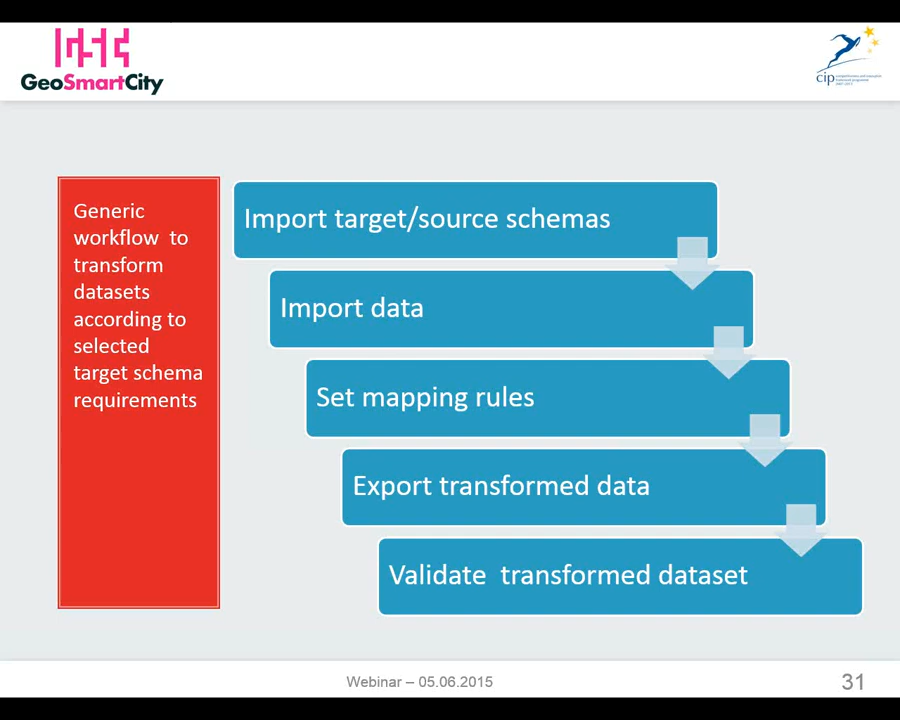 GeoSmartCity
cip
Generic
workflow to
transform
datasets
according to
selected
target schema
requirements
Import target/source schemas
Import data
Set mapping rules
Export transformed data
Validate transformed dataset
Webinar – 05.06.2015
31